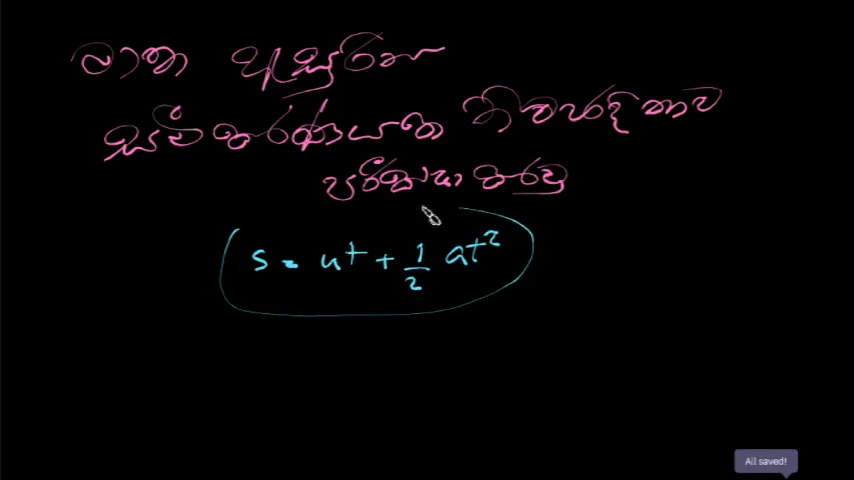 මාන ඇසුරින්
සමීකරණයක නිවැරදිතාව
පරීක්ෂා කරමු
s = ut + 1/2 at²
All saved!